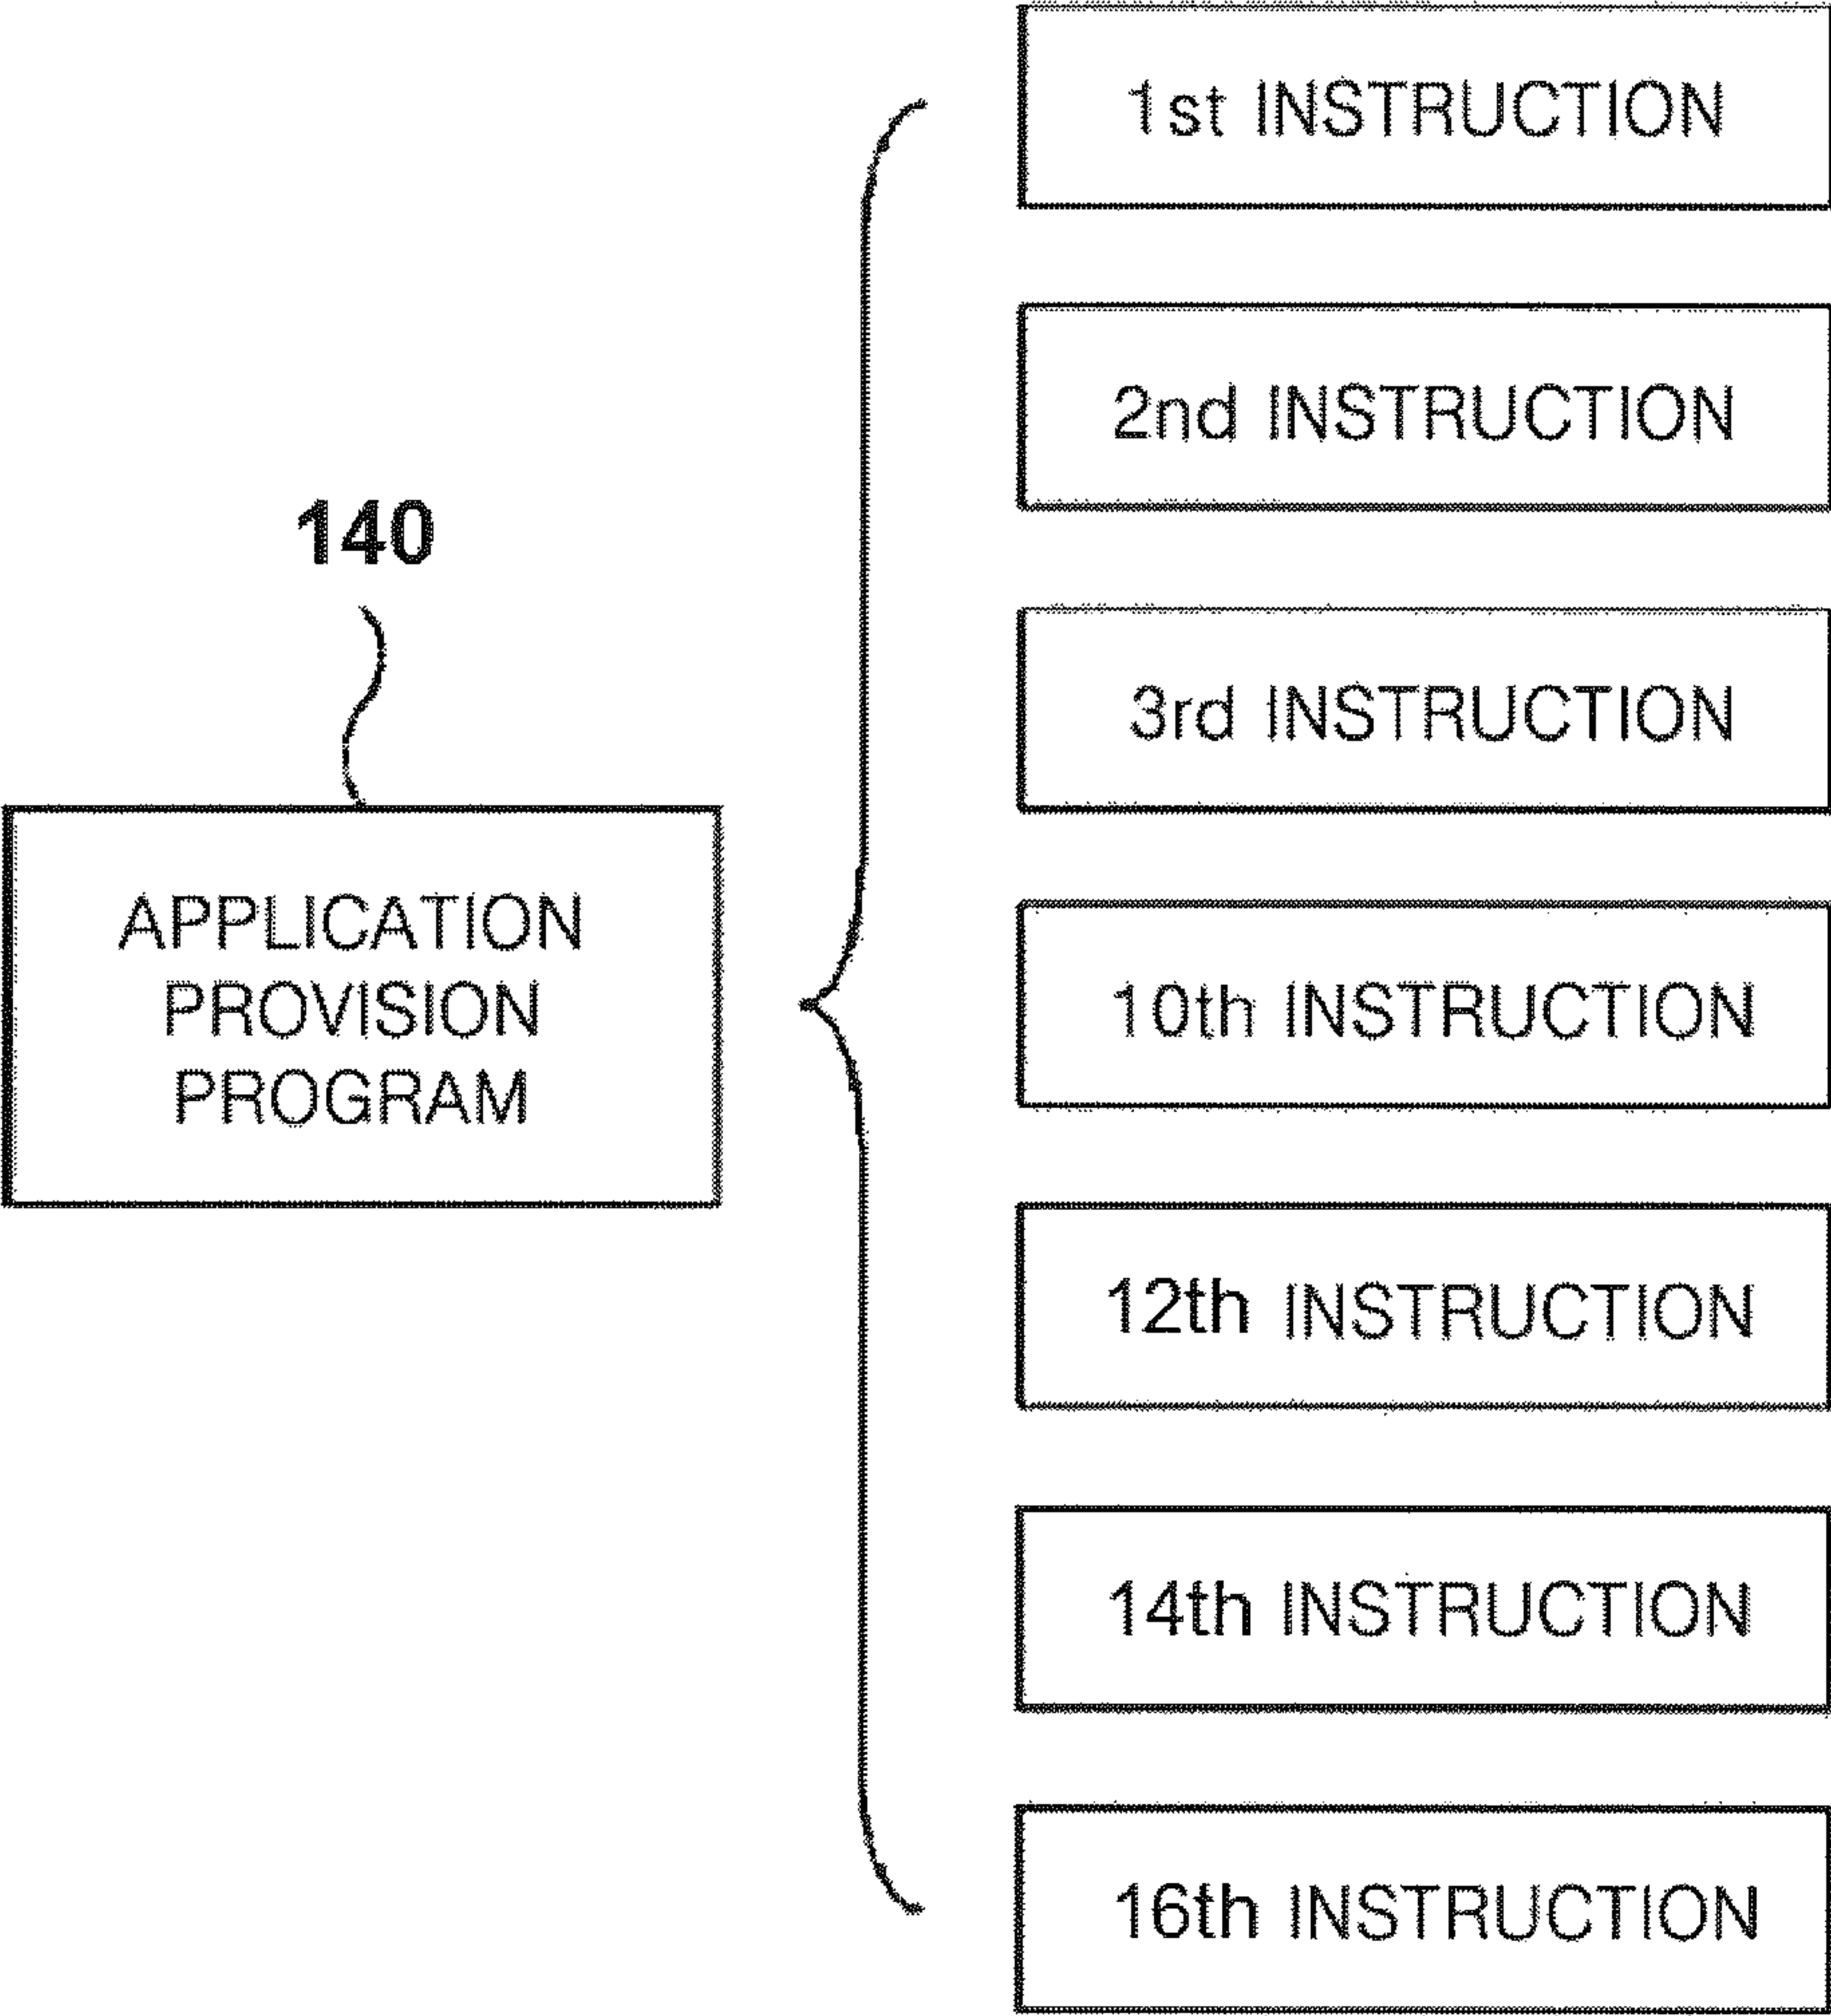 1st INSTRUCTION
2nd INSTRUCTION
140
3rd INSTRUCTION
APPLICATION
PROVISION
PROGRAM
10th INSTRUCTION
12th INSTRUCTION
14th INSTRUCTION
16th INSTRUCTION